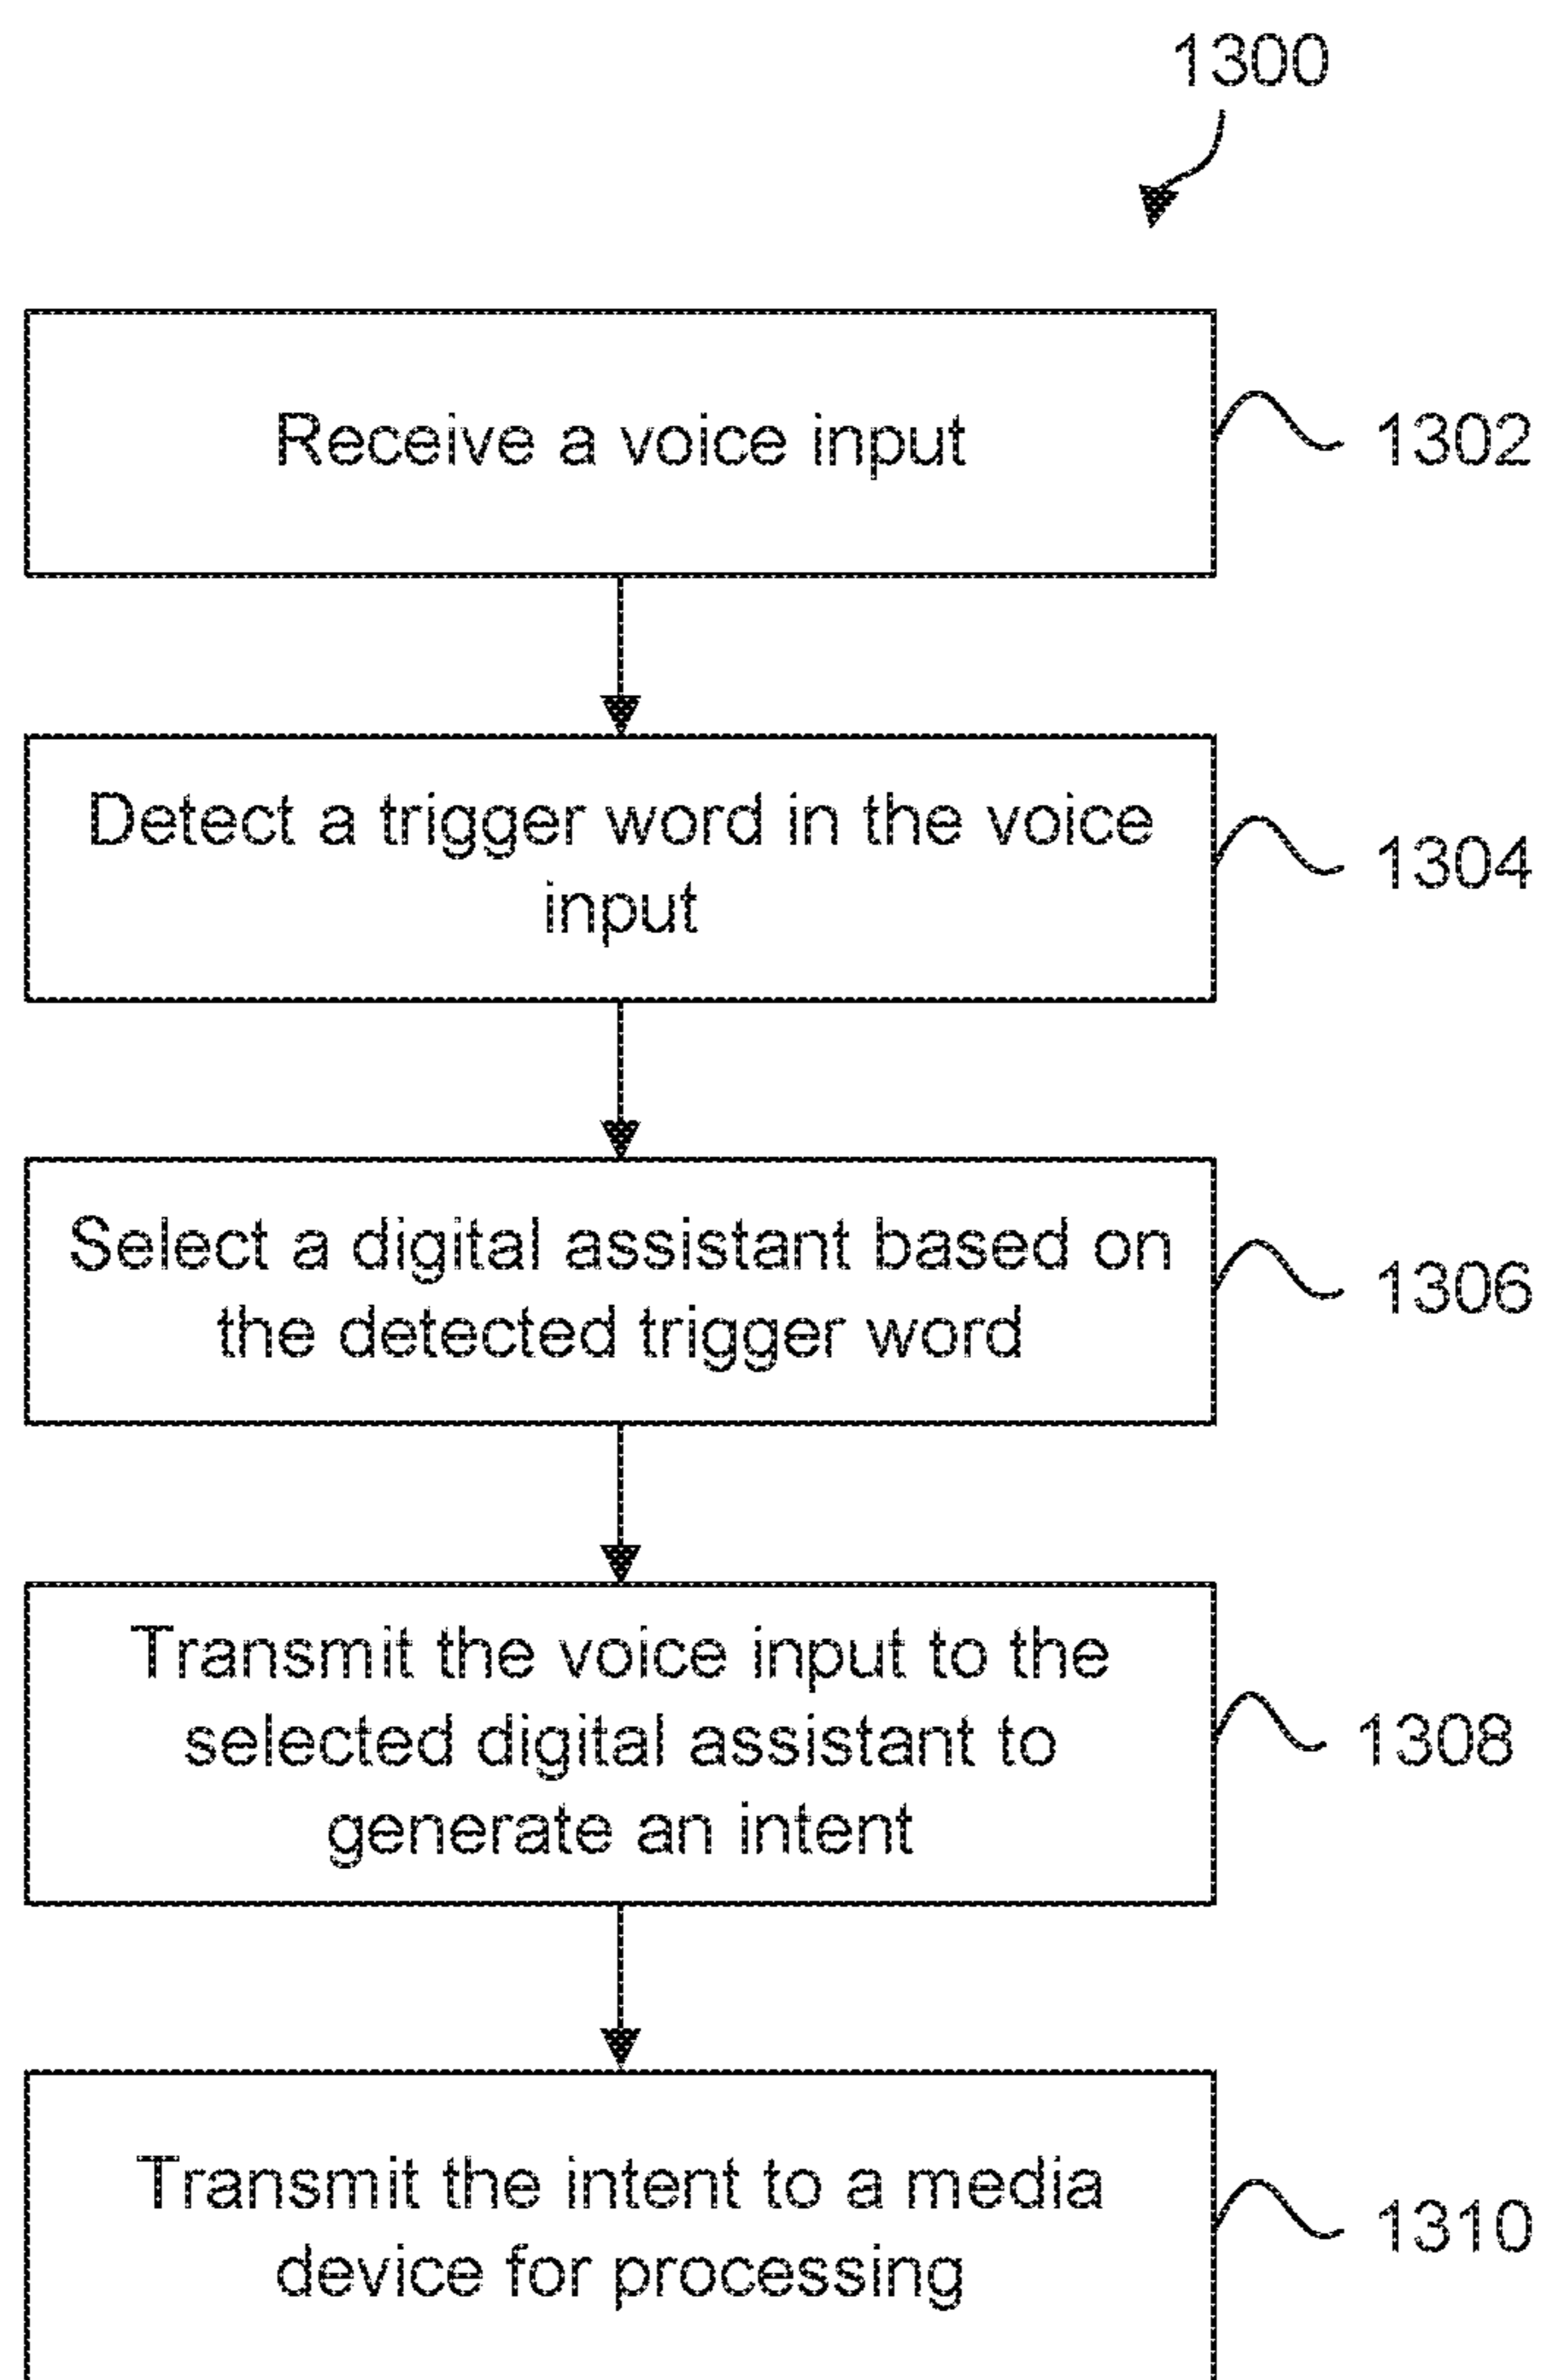 1300
Receive a voice input
1302
Detect a trigger word in the voice
input
1304
Select a digital assistant based on
the detected trigger word
1306
Transmit the voice input to the
selected digital assistant to
generate an intent
1308
Transmit the intent to a media
device for processing
1310